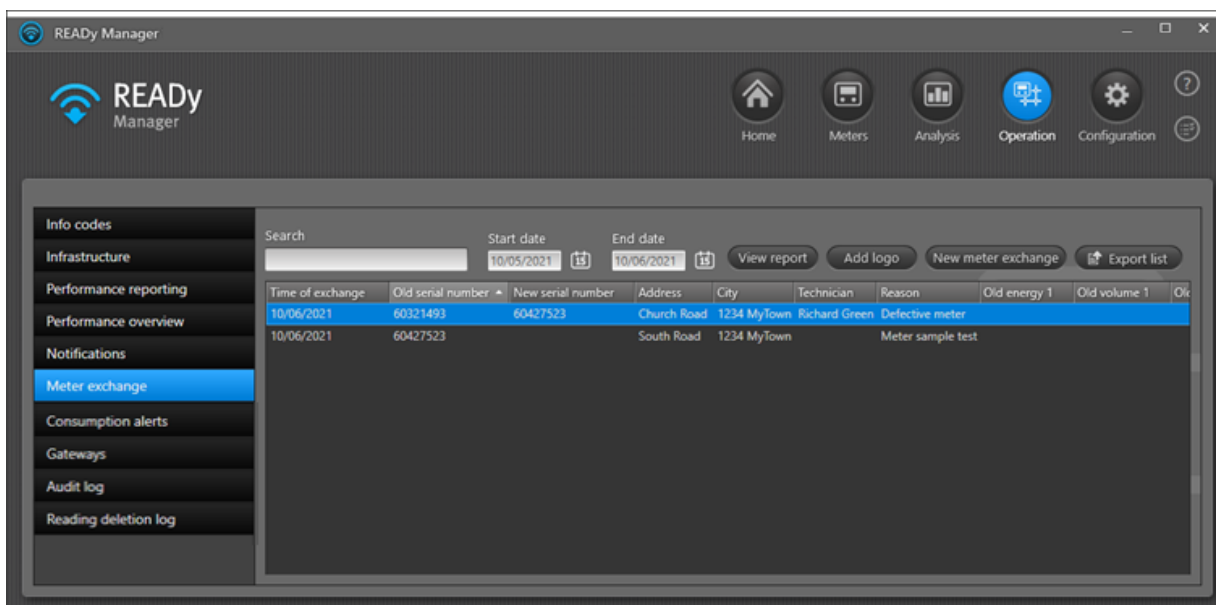 READy Manager
READy
Manager
Home Meters Analysis Operation Configuration
Info codes
Infrastructure
Performance reporting
Performance overview
Notifications
Meter exchange
Consumption alerts
Gateways
Audit log
Reading deletion log
Search Start date End date
10/05/2021 15 10/06/2021 15 View report Add logo New meter exchange Export list
Time of exchange Old serial number New serial number Address City Technician Reason Old energy 1 Old volume 1 Olc
10/06/2021 60321493 60427523 Church Road 1234 MyTown Richard Green Defective meter
10/06/2021 60427523 South Road 1234 MyTown Meter sample test